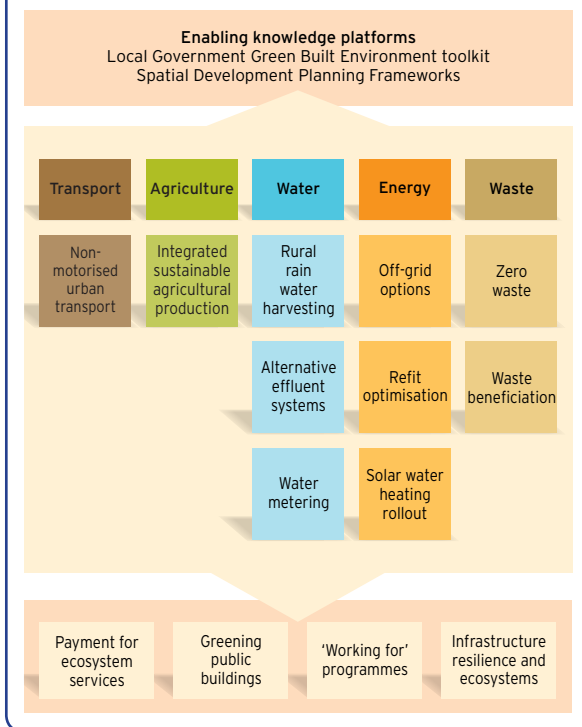 Enabling knowledge platforms
Local Government Green Built Environment toolkit
Spatial Development Planning Frameworks
Transport
Agriculture
Water
Energy
Waste
Non-
motorised
urban
transport
Integrated
sustainable
agricultural
production
Rural
rain
water
harvesting
Off-grid
options
Zero
waste
Alternative
effluent
systems
Refit
optimisation
Waste
beneficiation
Water
metering
Solar water
heating
rollout
Payment for
ecosystem
services
Greening
public
buildings
‘Working for’
programmes
Infrastructure
resilience and
ecosystems